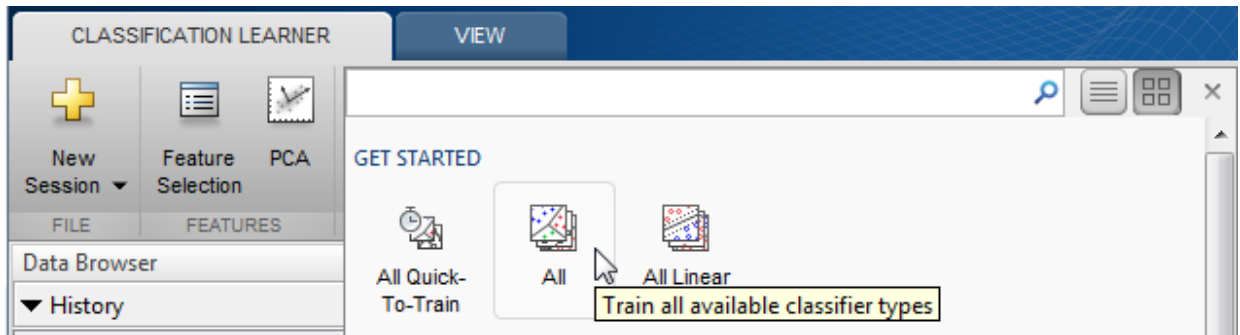 CLASSIFICATION LEARNER
VIEW
New
Session
Feature
Selection
PCA
FILE
FEATURES
GET STARTED
All Quick-
To-Train
All
All Linear
Train all available classifier types
Data Browser
History